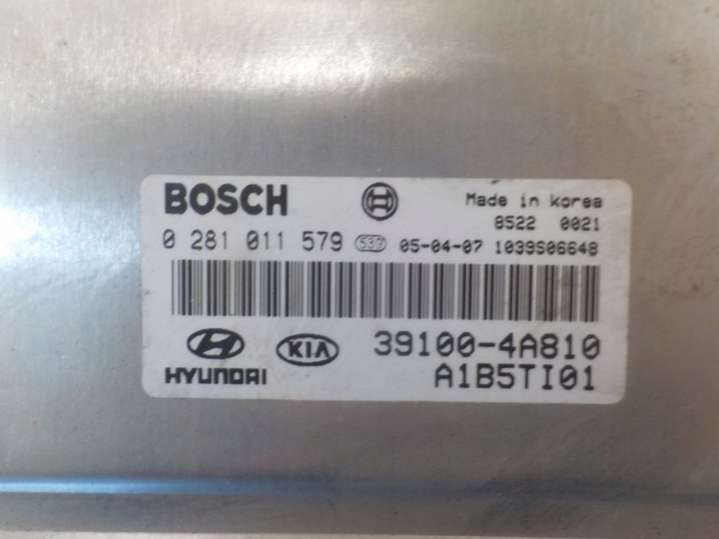 BOSCH Made in korea
8522 0021
0 281 011 579 537 05-04-07 1039S06648
HYUNDAI KIA 39100-4A810
A1B5TI01